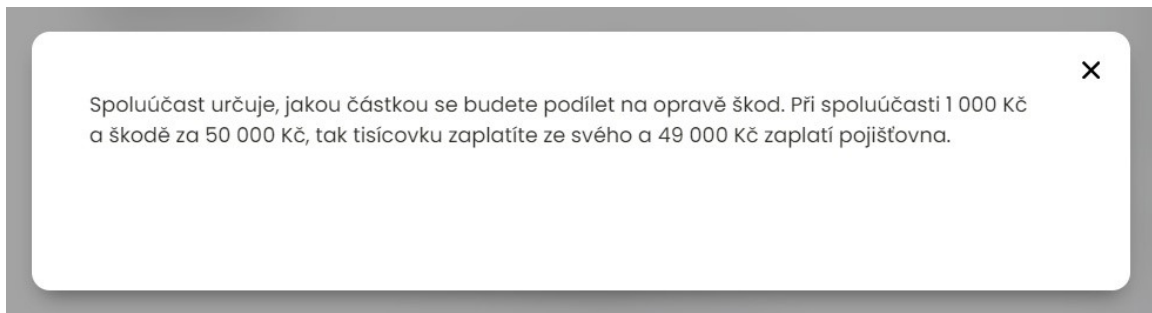 Spoluúčast určuje, jakou částkou se budete podílet na opravě škod. Při spoluúčasti 1 000 Kč
a škodě za 50 000 Kč, tak tisícovku zaplatíte ze svého a 49 000 Kč zaplatí pojišťovna.